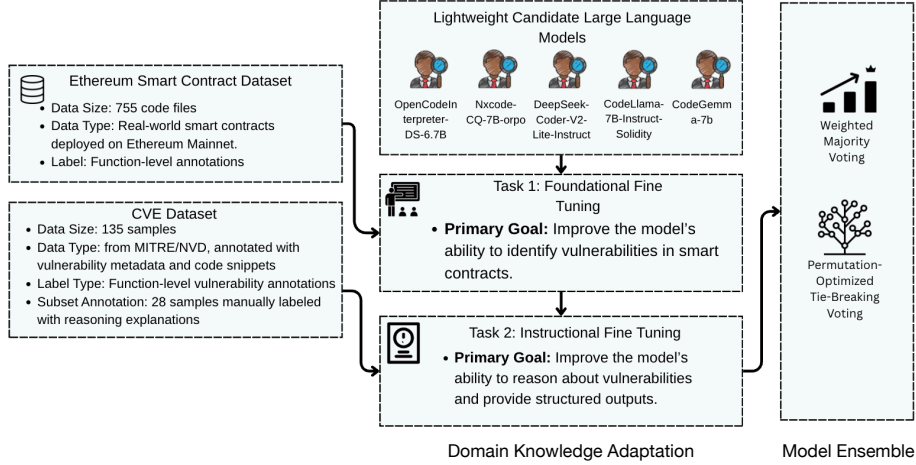 Ethereum Smart Contract Dataset
• Data Size: 755 code files
• Data Type: Real-world smart contracts
deployed on Ethereum Mainnet.
• Label: Function-level annotations
CVE Dataset
• Data Size: 135 samples
• Data Type: from MITRE/NVD, annotated with
vulnerability metadata and code snippets
• Label Type: Function-level vulnerability annotations
• Subset Annotation: 28 samples manually labeled
with reasoning explanations
Lightweight Candidate Large Language
Models
OpenCodeIn
terpreter-
DS-6.7B
Nxcode-
CQ-7B-orpo
DeepSeek-
Coder-V2-
Lite-Instruct
CodeLlama-
7B-Instruct-
Solidity
CodeGemm
a-7b
Task 1: Foundational Fine
Tuning
• Primary Goal: Improve the model’s
ability to identify vulnerabilities in smart
contracts.
Task 2: Instructional Fine Tuning
• Primary Goal: Improve the model’s
ability to reason about vulnerabilities
and provide structured outputs.
Domain Knowledge Adaptation
Weighted
Majority
Voting
Permutation-
Optimized
Tie-Breaking
Voting
Model Ensemble